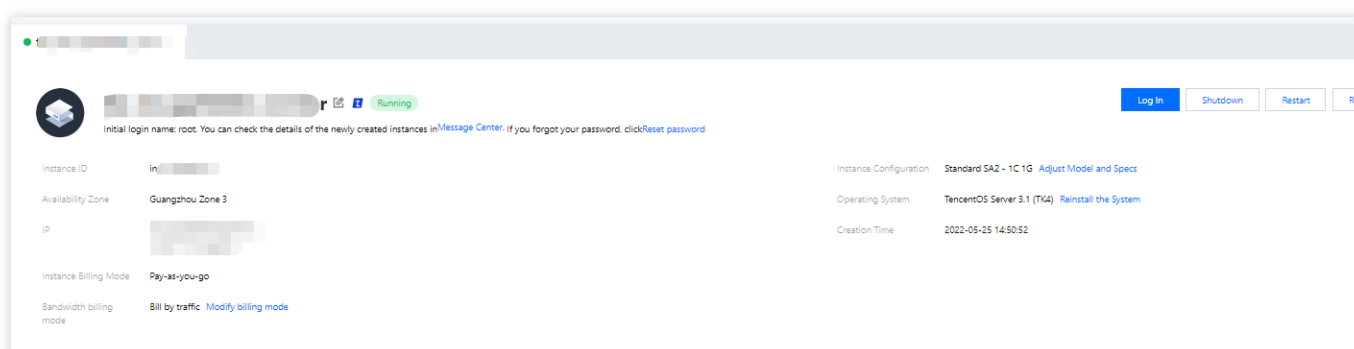 r Running
Log In Shutdown Restart R
Initial login name: root. You can check the details of the newly created instances in Message Center. If you forgot your password, click Reset password
Instance ID in
Instance Configuration Standard SA2 - 1C 1G Adjust Model and Specs
Availability Zone Guangzhou Zone 3
Operating System TencentOS Server 3.1 (TK4) Reinstall the System
IP
Creation Time 2022-05-25 14:50:52
Instance Billing Mode Pay-as-you-go
Bandwidth billing
mode
Bill by traffic Modify billing mode